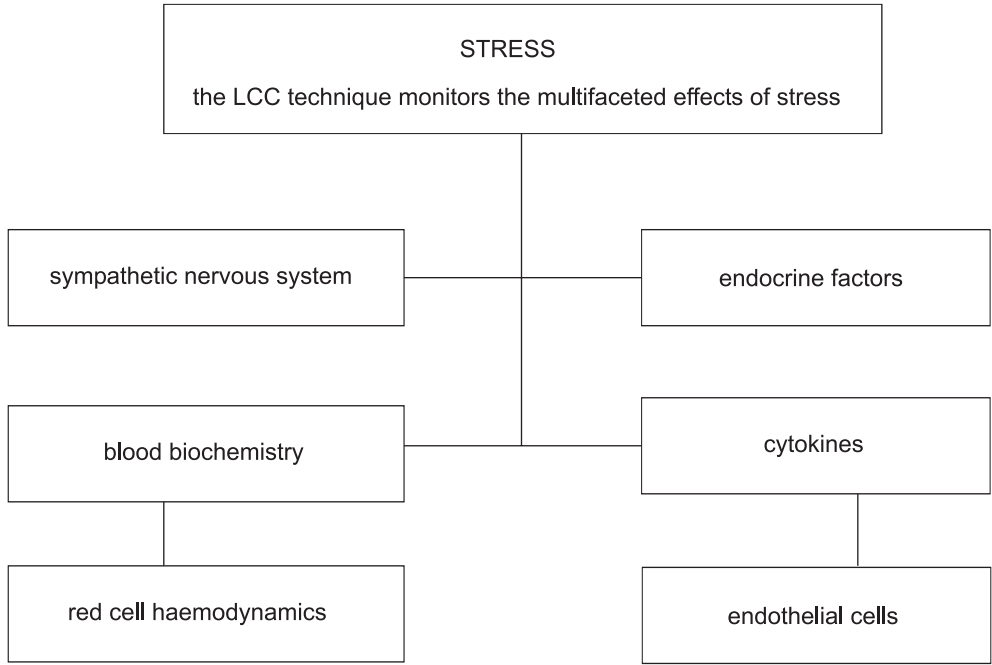 STRESS
the LCC technique monitors the multifaceted effects of stress
sympathetic nervous system
endocrine factors
blood biochemistry
cytokines
red cell haemodynamics
endothelial cells